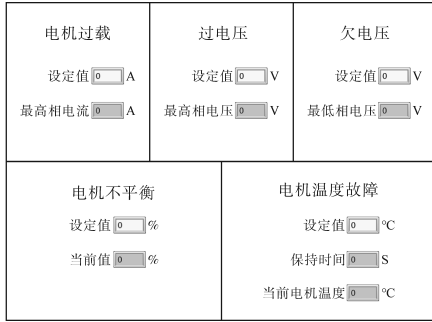 电机过载
设定值 0 A
最高相电流 0 A
过电压
设定值 0 V
最高相电压 0 V
欠电压
设定值 0 V
最低相电压 0 V
电机不平衡
设定值 0 %
当前值 0 %
电机温度故障
设定值 0 ℃
保持时间 0 S
当前电机温度 0 ℃